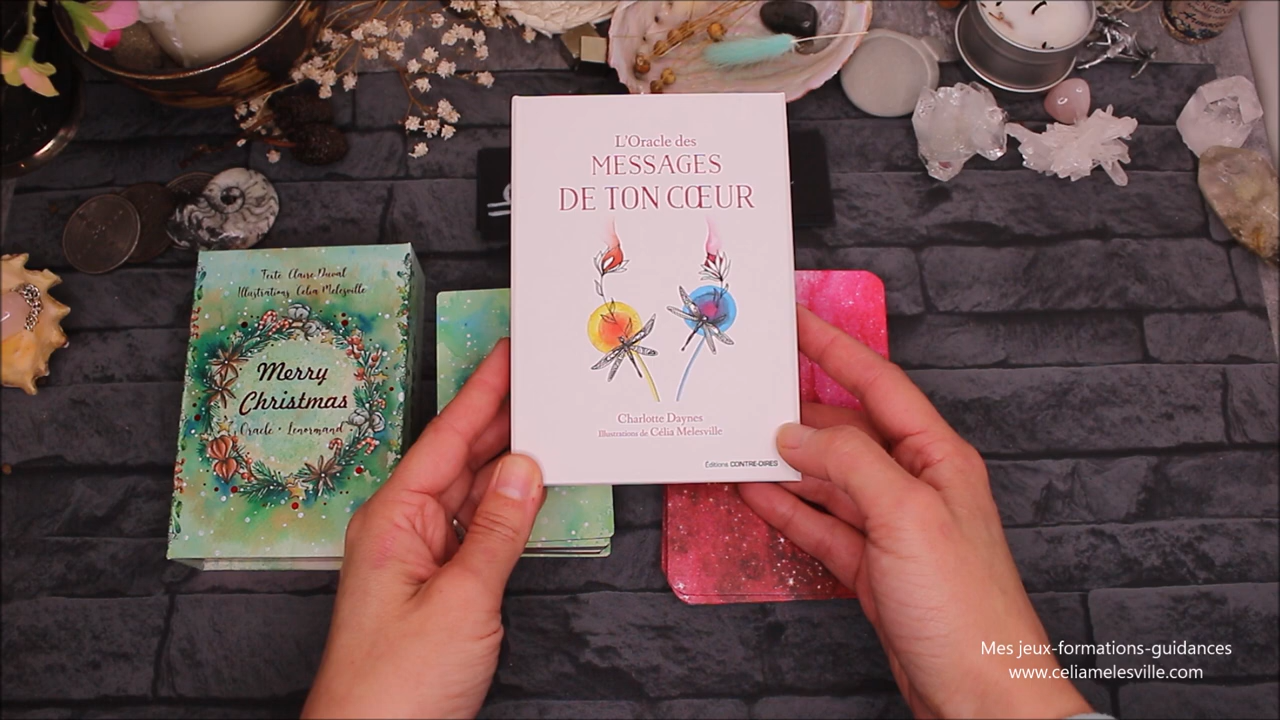 L'Oracle des
MESSAGES
DE TON CŒUR
Charlotte Daynes
Illustrations de Célia Melesville
Éditions CONTRE-DIRES
Texte Claire Duval
Illustrations Célia Melesville
Merry
Christmas
Oracle • Lenormand
Mes jeux-formations-guidances
www.celiamelesville.com